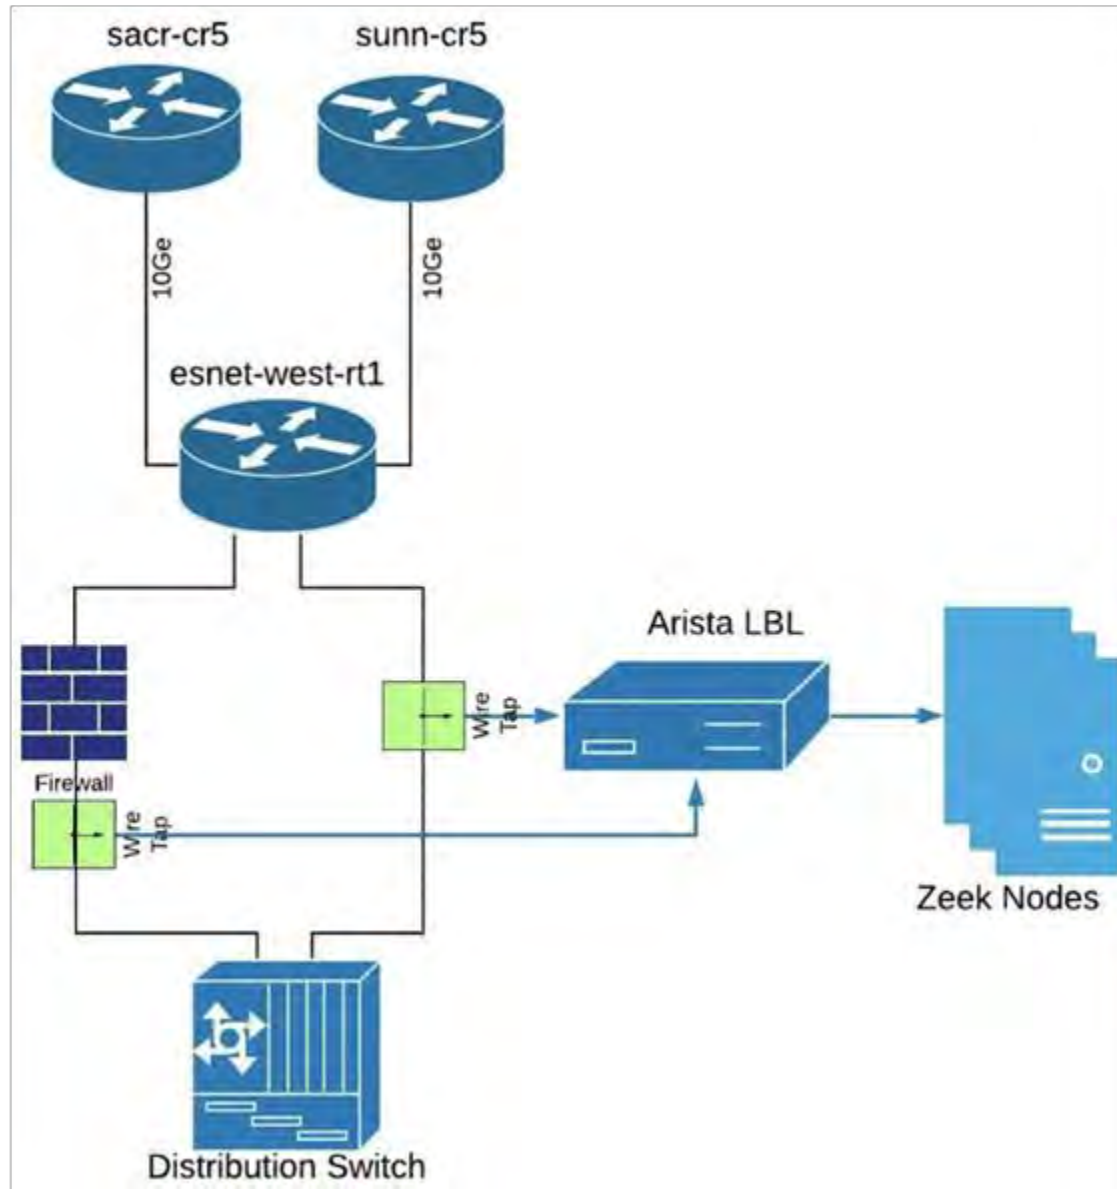 sacr-cr5
sunn-cr5
10Ge
10Ge
esnet-west-rt1
Arista LBL
Wire
Tap
Firewall
Wire
Tap
Zeek Nodes
Distribution Switch